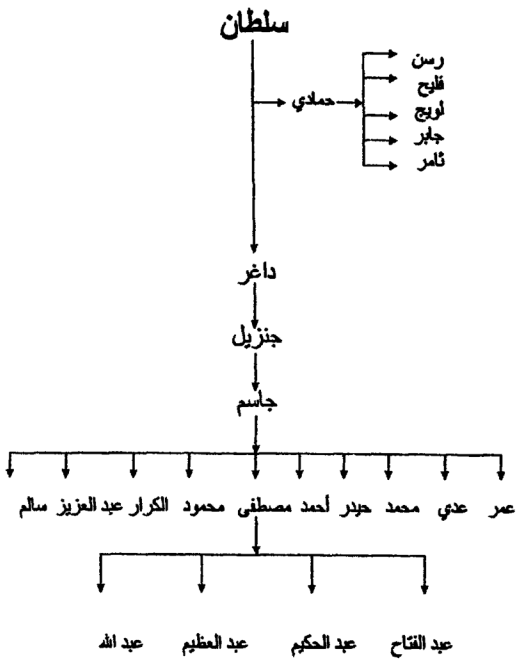 سلطان
حمادي
رسن
فليح
لويج
جابر
ثامر
داغر
جنزيل
جاسم
عمر عدي محمد حيدر أحمد مصطفى محمود الكرار عبد العزيز سالم
عبد الفتاح عبد الحكيم عبد العظيم عبد الله